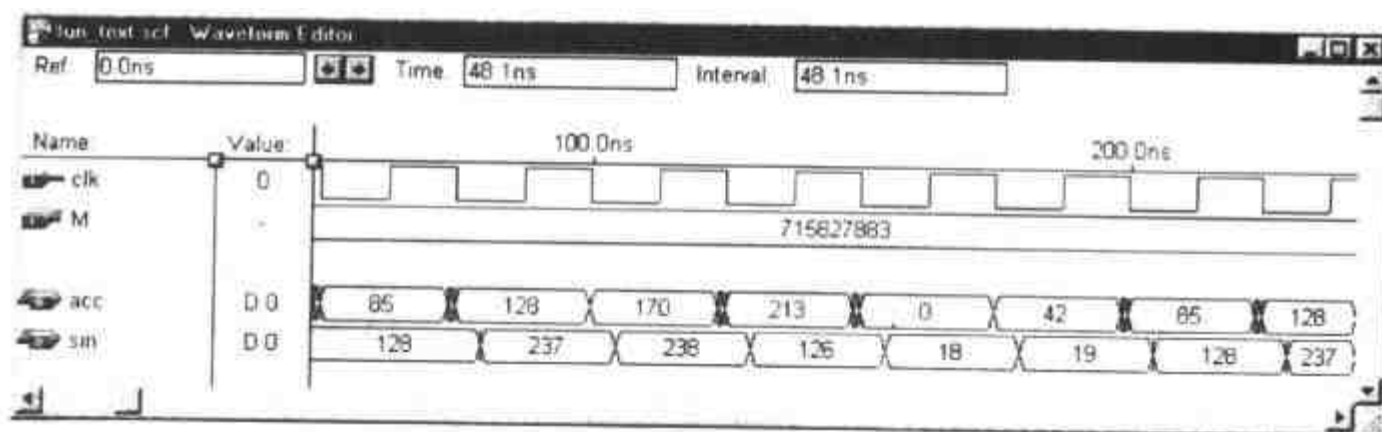 fun_text.scf - Waveform Editor
Ref: 0.0ns Time: 48.1ns Interval: 48.1ns
Name: Value: 100.0ns 200.0ns
clk 0
M - 715827883
acc D 0 85 128 170 213 0 42 85 128
sin D 0 128 237 238 126 18 19 128 237